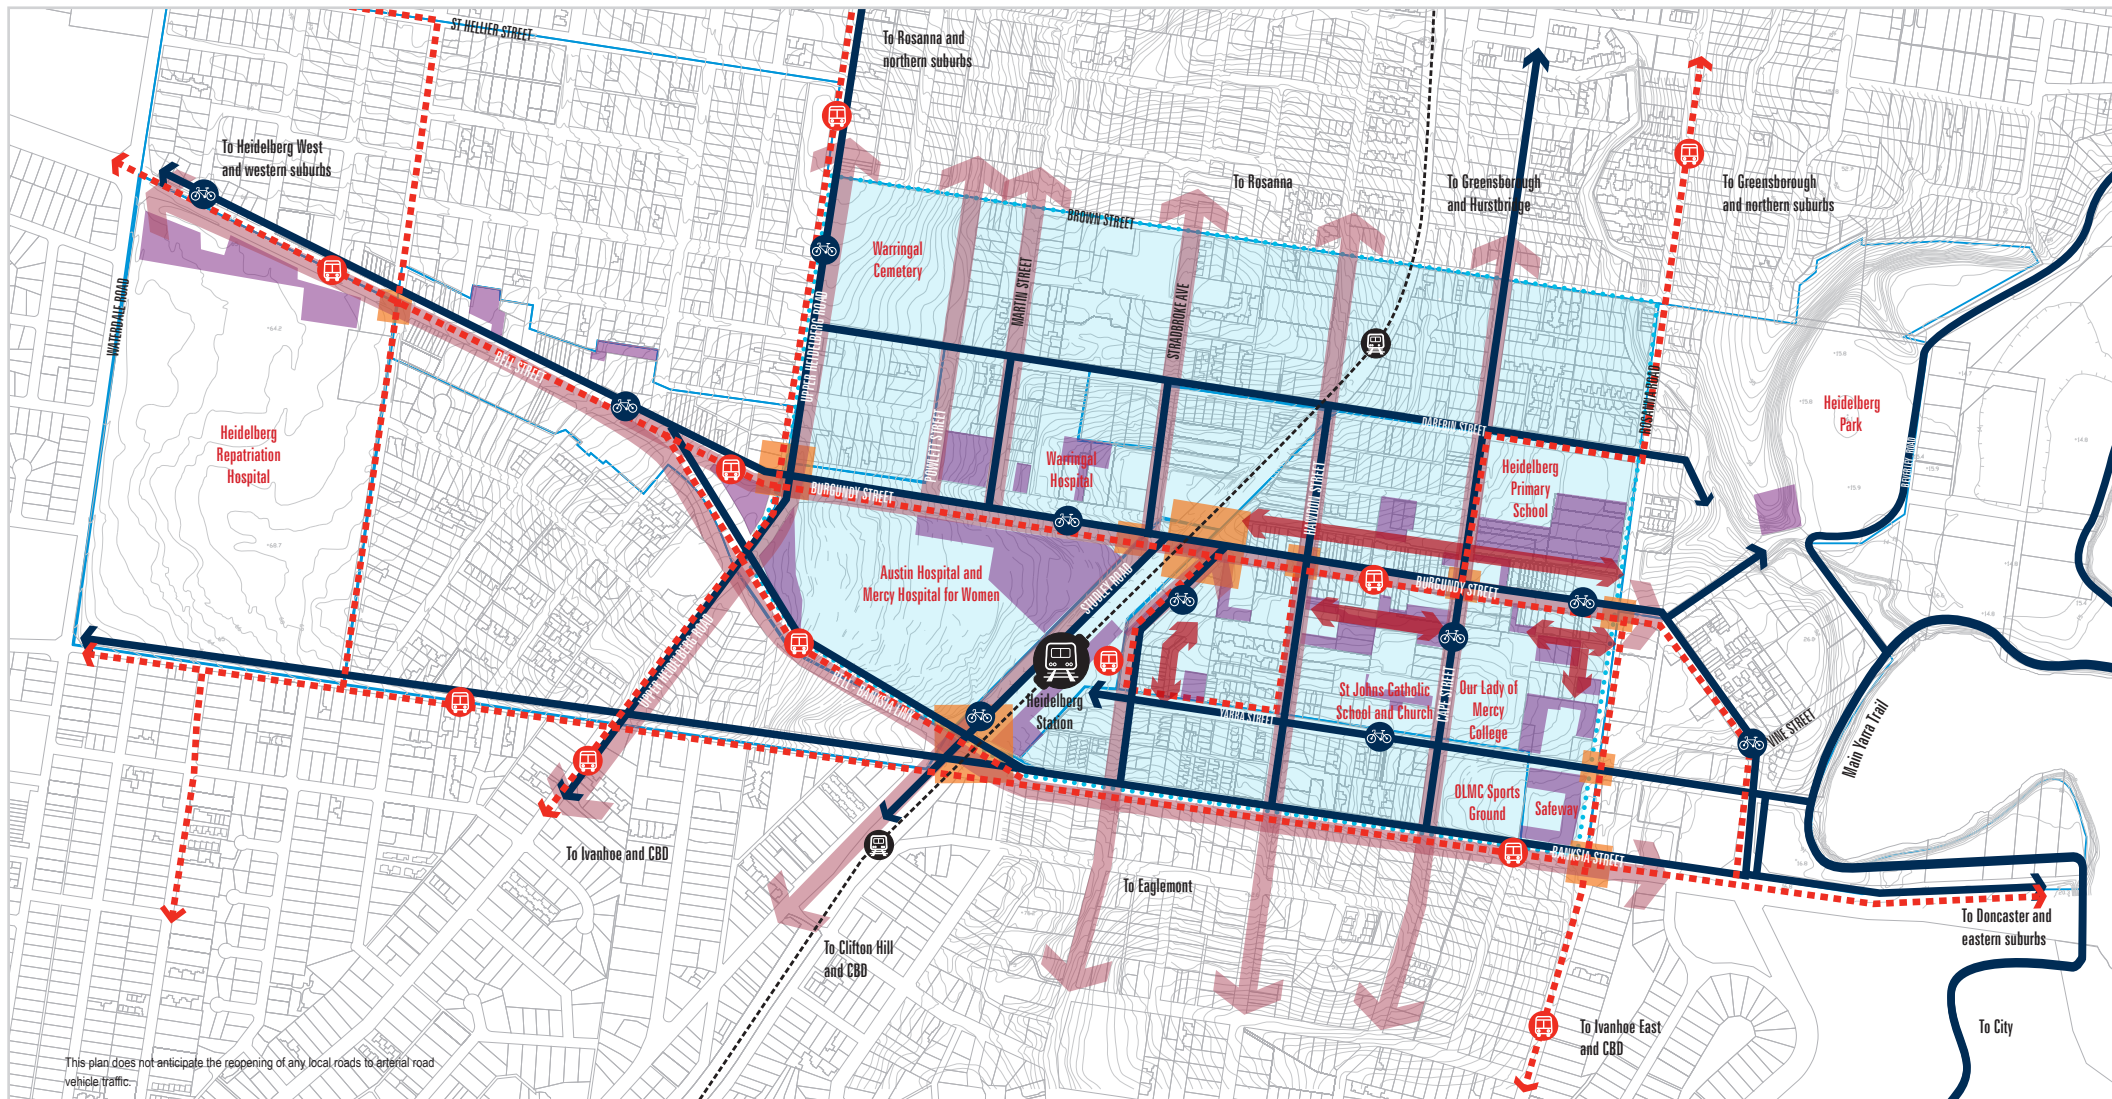 ST HELLIER STREET
To Rosanna and
northern suburbs
To Heidelberg West
and western suburbs
To Rosanna
To Greensborough
and Hurstbridge
To Greensborough
and northern suburbs
BROWN STREET
Warringal
Cemetery
WATERDALE ROAD
BELL STREET
UPPER HEIDELBERG ROAD
MARTIN STREET
STRADBROKE AVE
POWLETT STREET
DAREBIN STREET
ROSANNA ROAD
Heidelberg
Park
BEVERLEY ROAD
Heidelberg
Repatriation
Hospital
Warringal
Hospital
Heidelberg
Primary
School
BURGUNDY STREET
HAWDON STREET
Austin Hospital and
Mercy Hospital for Women
STUDLEY ROAD
BURGUNDY STREET
UPPER HEIDELBERG ROAD
BELL - BANKSIA LINK
Heidelberg
Station
YARRA STREET
St Johns Catholic
School and Church
CAPE STREET
Our Lady of
Mercy
College
VINE STREET
Main Yarra Trail
OLMC Sports
Ground
Safeway
BANKSIA STREET
To Ivanhoe and CBD
To Eaglemont
To Clifton Hill
and CBD
To Doncaster and
eastern suburbs
To Ivanhoe East
and CBD
To City
This plan does not anticipate the reopening of any local roads to arterial road
vehicle traffic.